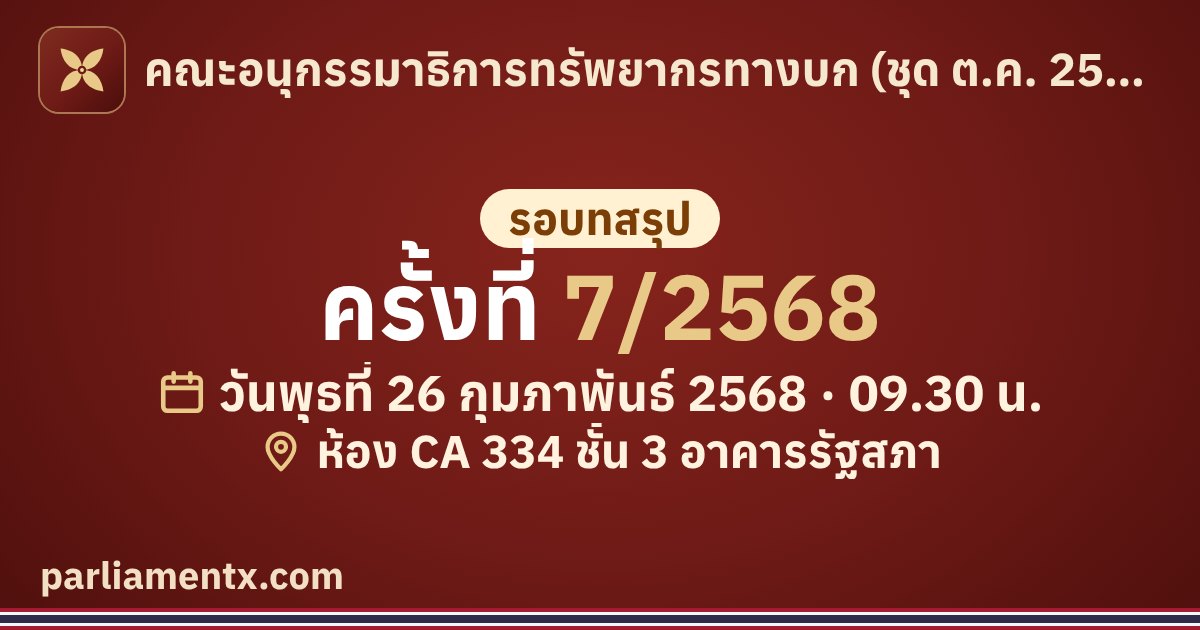 คณะอนุกรรมาธิการทรัพยากรทางบก (ชุด ต.ค. 25...
รอบทสรุป
ครั้งที่ 7/2568
วันพุธที่ 26 กุมภาพันธ์ 2568 · 09.30 น.
ห้อง CA 334 ชั้น 3 อาคารรัฐสภา
parliamentx.com